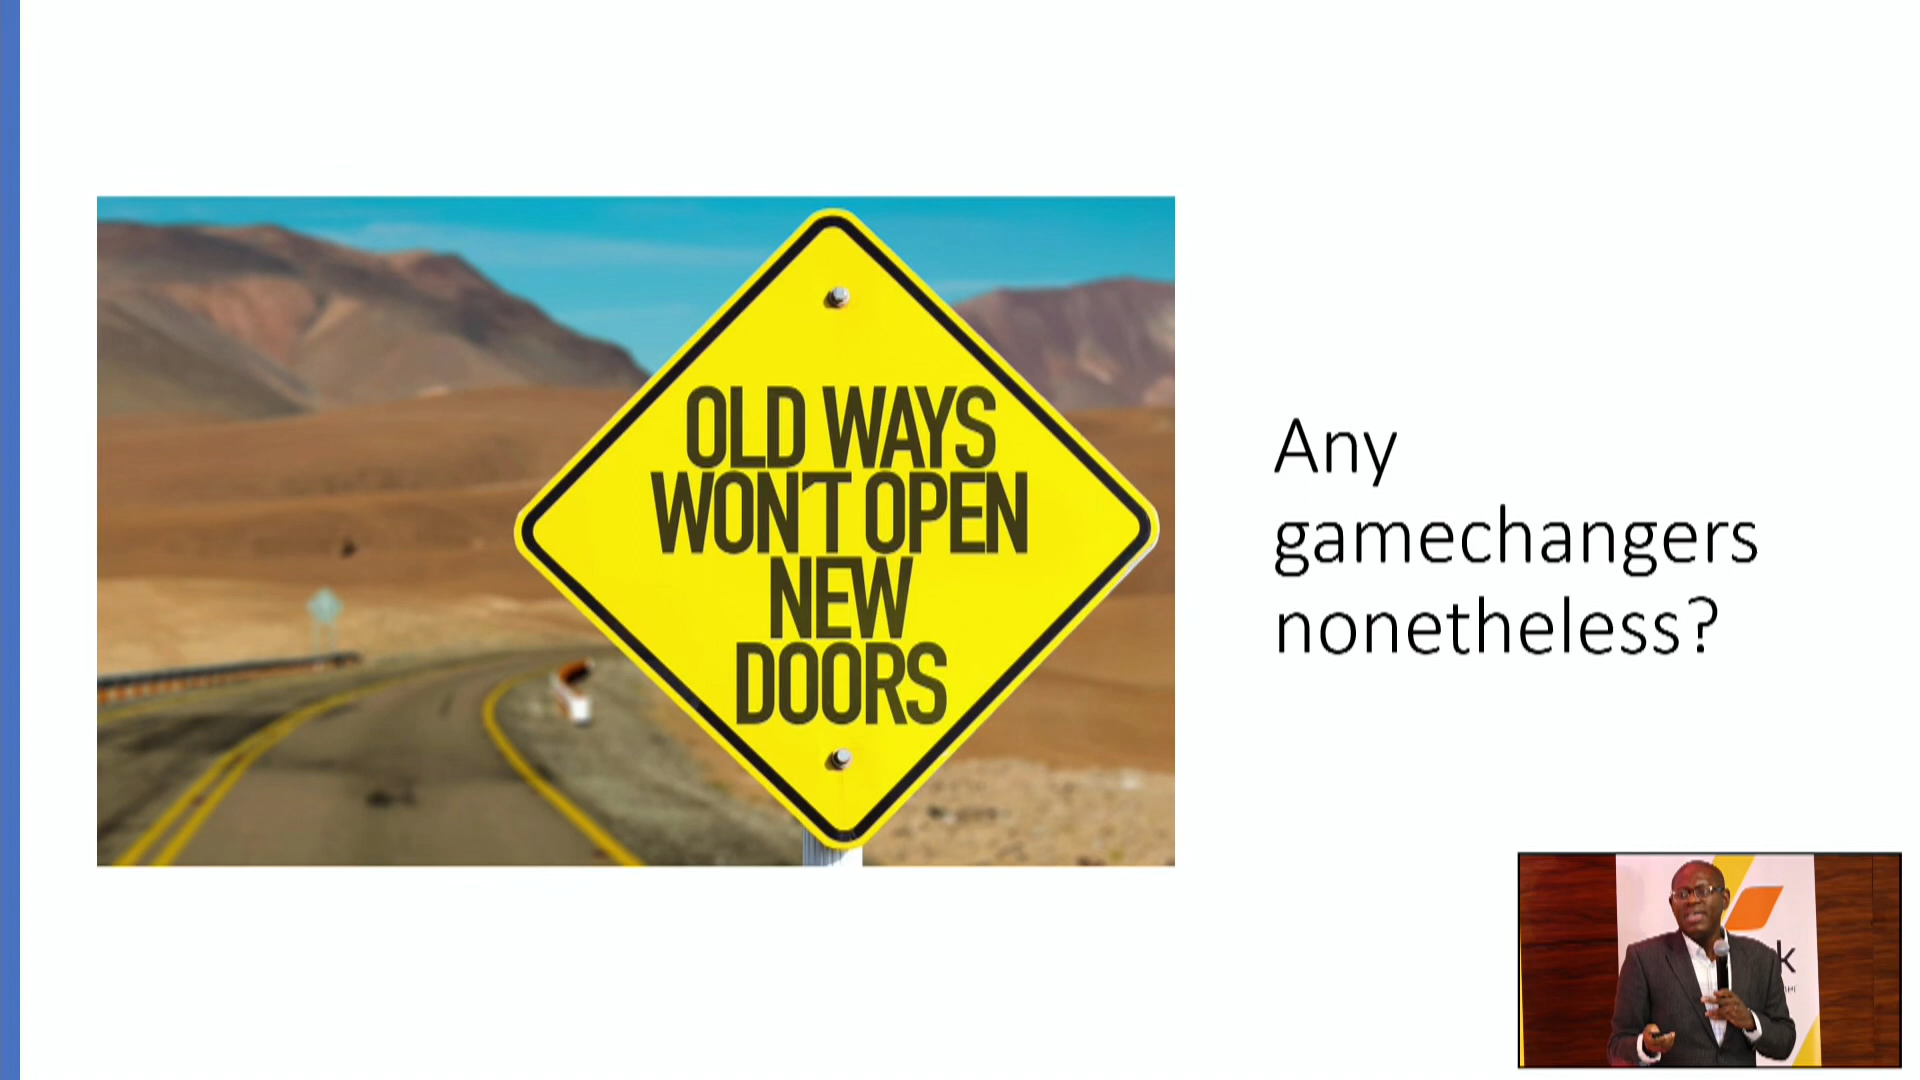 OLD WAYS
WON'T OPEN
NEW
DOORS
Any
gamechangers
nonetheless?
k